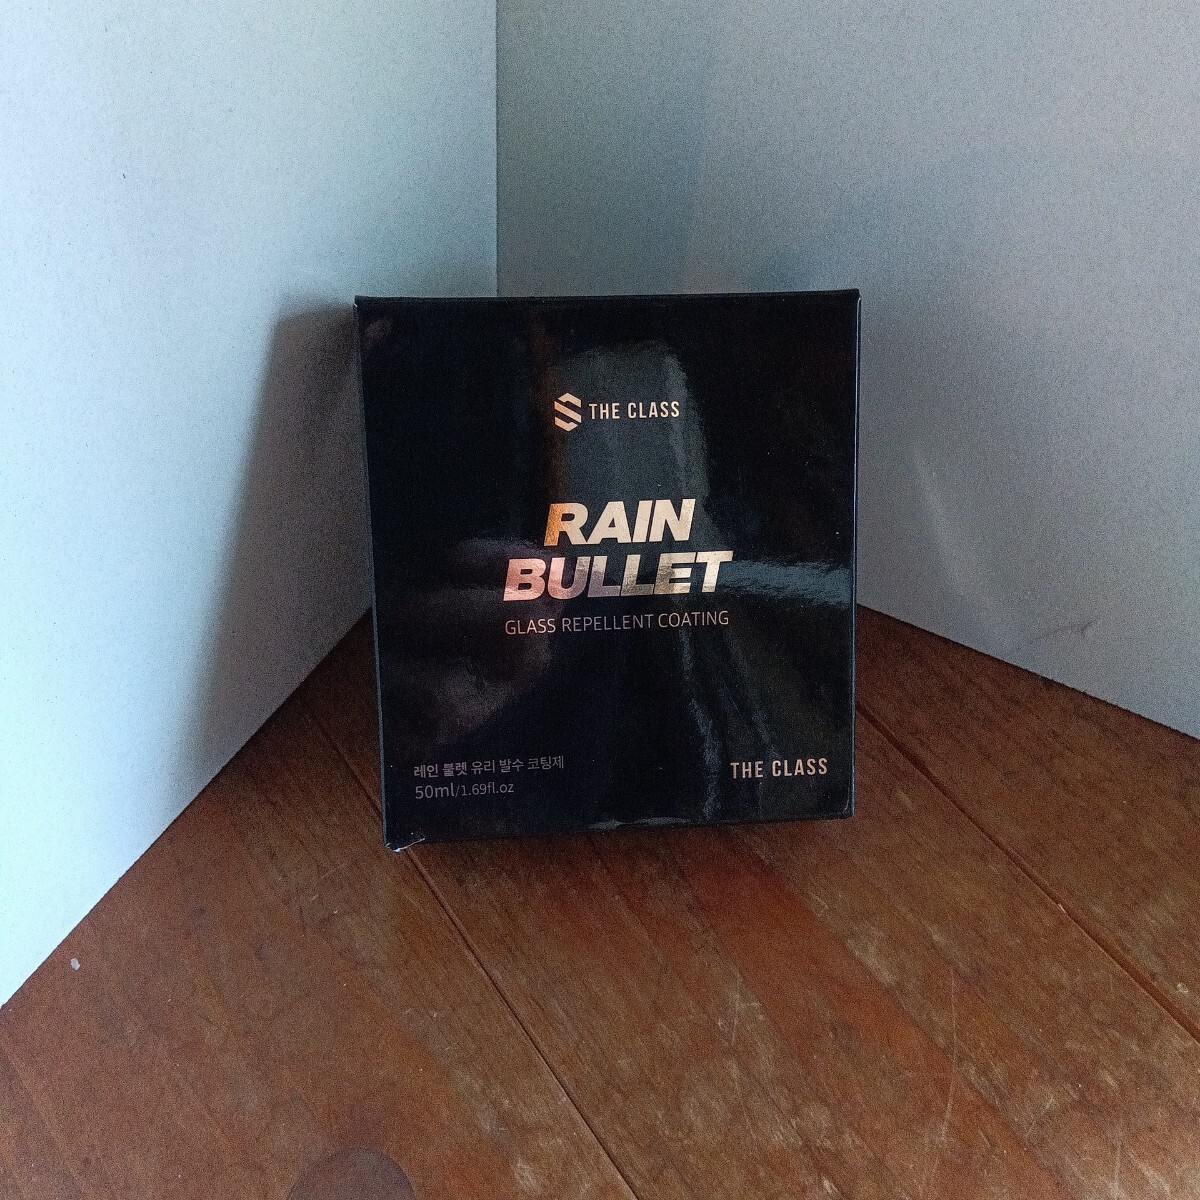 THE CLASS
RAIN
BULLET
GLASS REPELLENT COATING
레인 불렛 유리 발수 코팅제
50ml/1.69fl.oz
THE CLASS